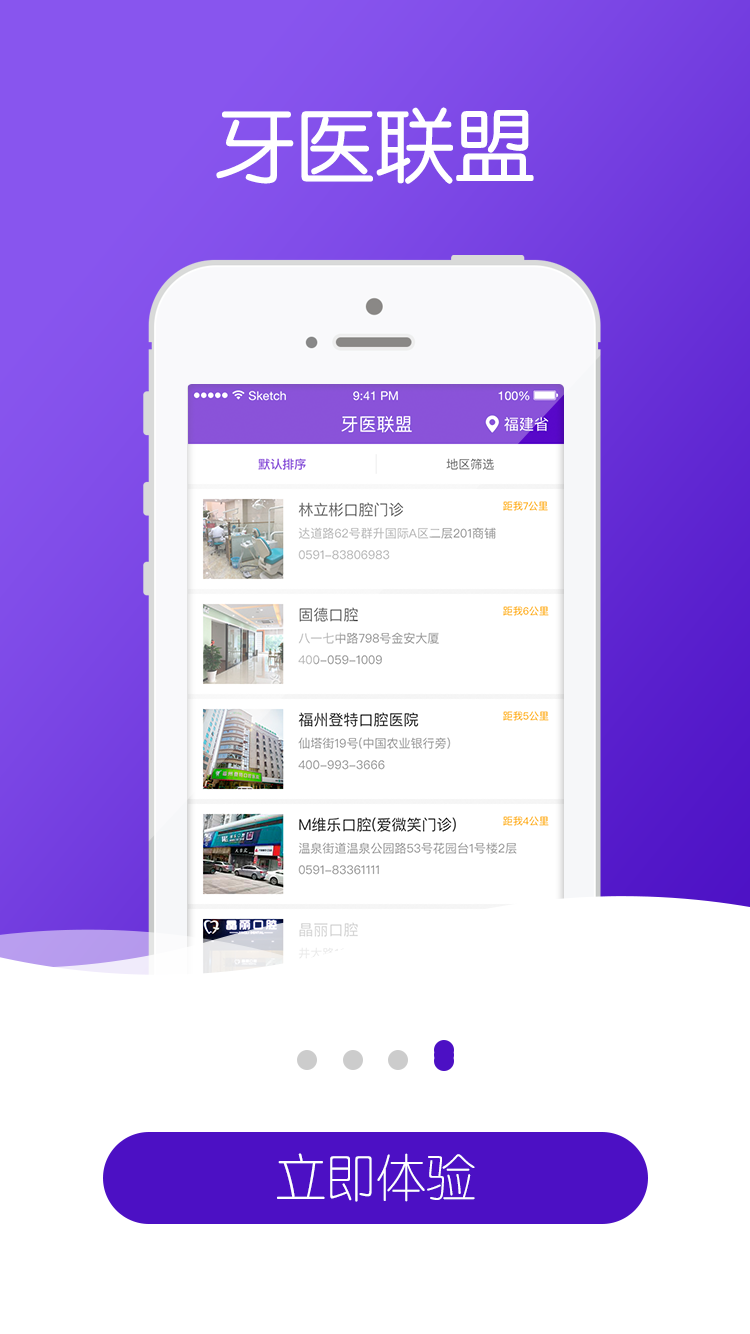 牙医联盟
Sketch 9:41 PM 100%
牙医联盟 福建省
默认排序 地区筛选
林立彬口腔门诊 距我7公里
达道路62号群升国际A区二层201商铺
0591-83806983
固德口腔 距我6公里
八一七中路798号金安大厦
400-059-1009
福州登特口腔医院 距我5公里
仙塔街19号(中国农业银行旁)
400-993-3666
M维乐口腔(爱微笑门诊) 距我4公里
温泉街道温泉公园路53号花园台1号楼2层
0591-83361111
晶丽口腔
晶丽口腔
立即体验